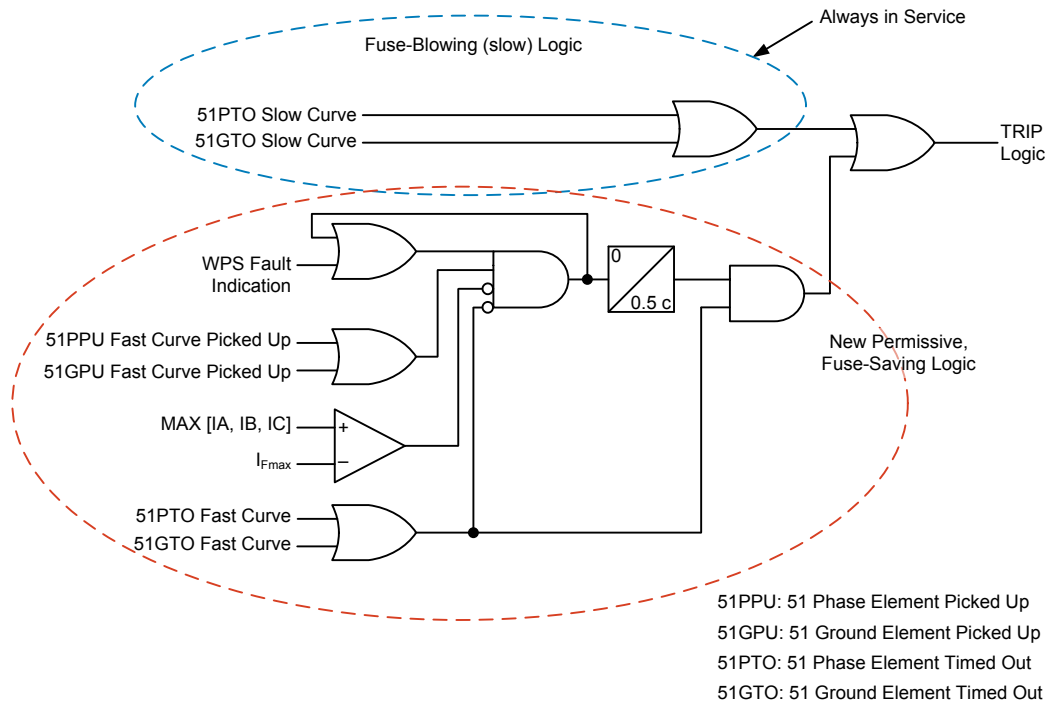 Always in Service
Fuse-Blowing (slow) Logic
51PTO Slow Curve
51GTO Slow Curve
TRIP
Logic
WPS Fault
Indication
0
0.5 c
51PPU Fast Curve Picked Up
51GPU Fast Curve Picked Up
New Permissive,
Fuse-Saving Logic
MAX [IA, IB, IC]
+
IFmax
–
51PTO Fast Curve
51GTO Fast Curve
51PPU: 51 Phase Element Picked Up
51GPU: 51 Ground Element Picked Up
51PTO: 51 Phase Element Timed Out
51GTO: 51 Ground Element Timed Out